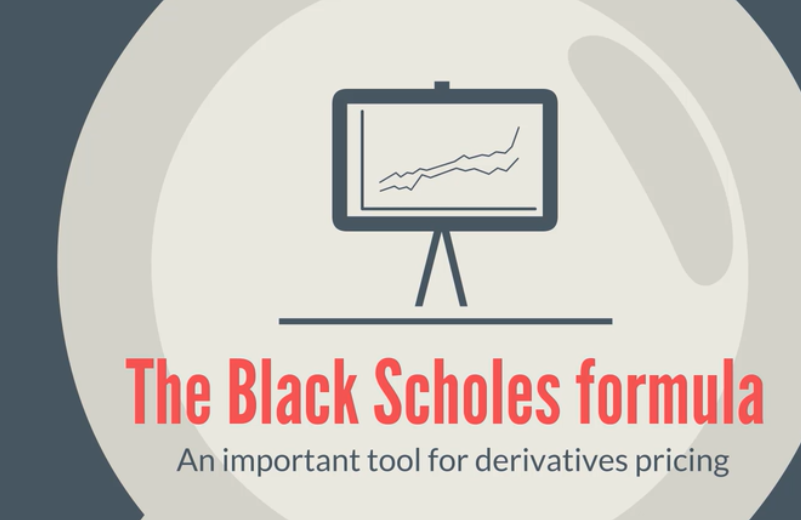 The Black Scholes formula
An important tool for derivatives pricing